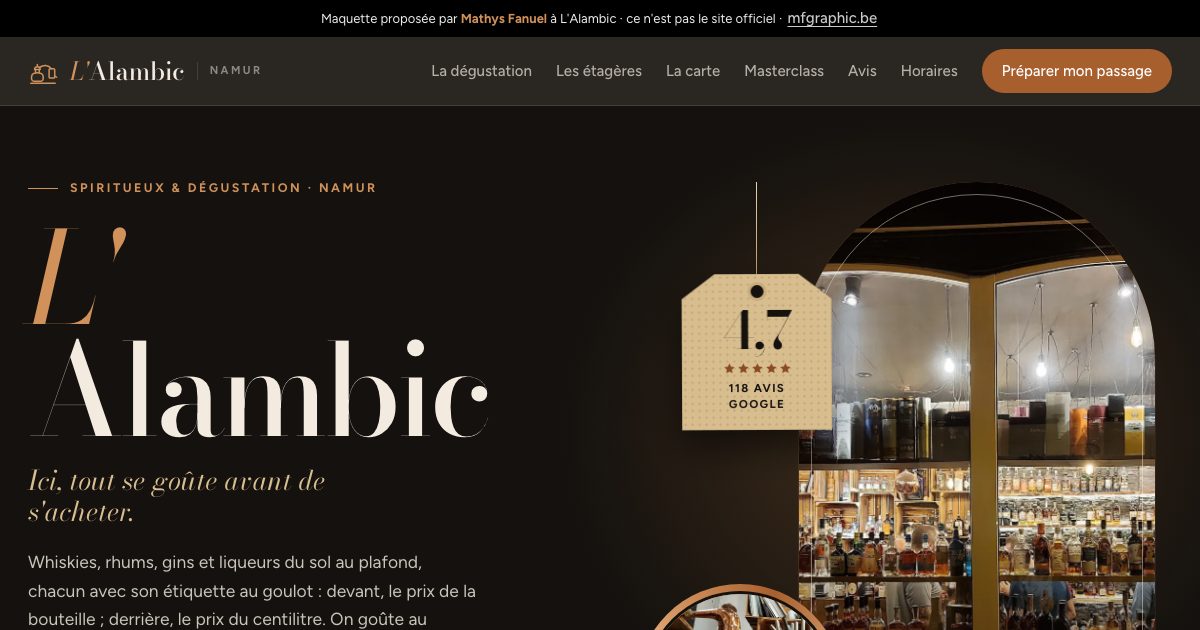 Maquette proposée par Mathys Fanuel à L'Alambic · ce n'est pas le site officiel · mfgraphic.be
L'Alambic NAMUR La dégustation Les étagères La carte Masterclass Avis Horaires Préparer mon passage
SPIRITUEUX & DÉGUSTATION · NAMUR
L'
Alambic
Ici, tout se goûte avant de
s'acheter.
Whiskies, rhums, gins et liqueurs du sol au plafond,
chacun avec son étiquette au goulot : devant, le prix de la
bouteille ; derrière, le prix du centilitre. On goûte au
4,7
118 AVIS
GOOGLE